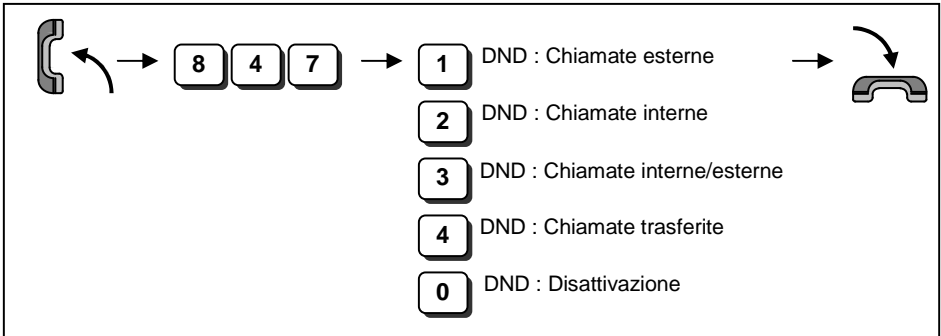 8 4 7 1 DND : Chiamate esterne
2 DND : Chiamate interne
3 DND : Chiamate interne/esterne
4 DND : Chiamate trasferite
0 DND : Disattivazione